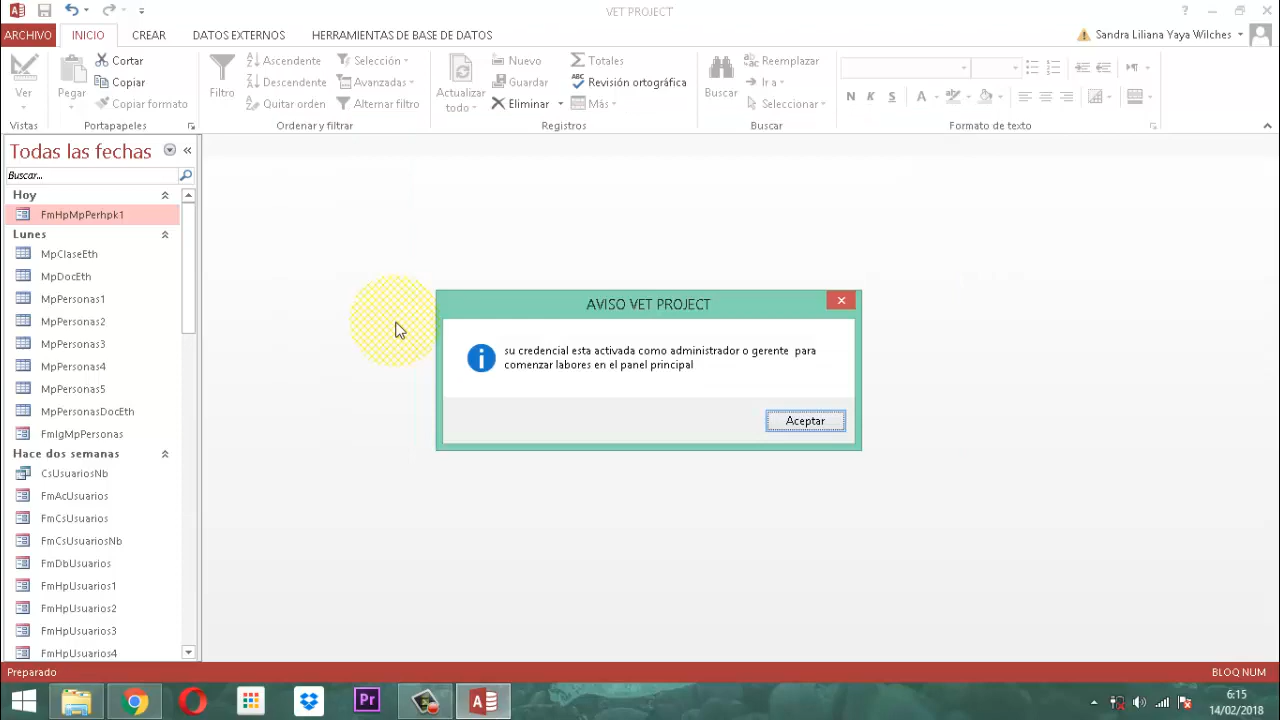 VET PROJECT
?
ARCHIVO INICIO CREAR DATOS EXTERNOS HERRAMIENTAS DE BASE DE DATOS Sandra Liliana Yaya Wilches
Ver
Vistas
Pegar
Cortar
Copiar
Copiar formato
Portapapeles
Filtro
Ascendente
Descendente
Quitar orden
Selección
Avanzadas
Alternar filtro
Ordenar y filtrar
Actualizar
todo
Nuevo
Guardar
Eliminar
Totales
Revisión ortográfica
Más
Registros
Buscar
Reemplazar
Ir a
Seleccionar
Buscar
N K S A
Formato de texto
Todas las fechas
Buscar...
Hoy
FmHpMpPerhpk1
Lunes
MpClaseEth
MpDocEth
MpPersonas1
MpPersonas2
MpPersonas3
MpPersonas4
MpPersonas5
MpPersonasDocEth
FmIgMpPersonas
Hace dos semanas
CsUsuariosNb
FmAcUsuarios
FmCsUsuarios
FmCsUsuariosNb
FmDbUsuarios
FmHpUsuarios1
FmHpUsuarios2
FmHpUsuarios3
FmHpUsuarios4
AVISO VET PROJECT
su credencial esta activada como administrador o gerente para
comenzar labores en el panel principal
Aceptar
Preparado BLOQ NUM
Pr
6:15
14/02/2018